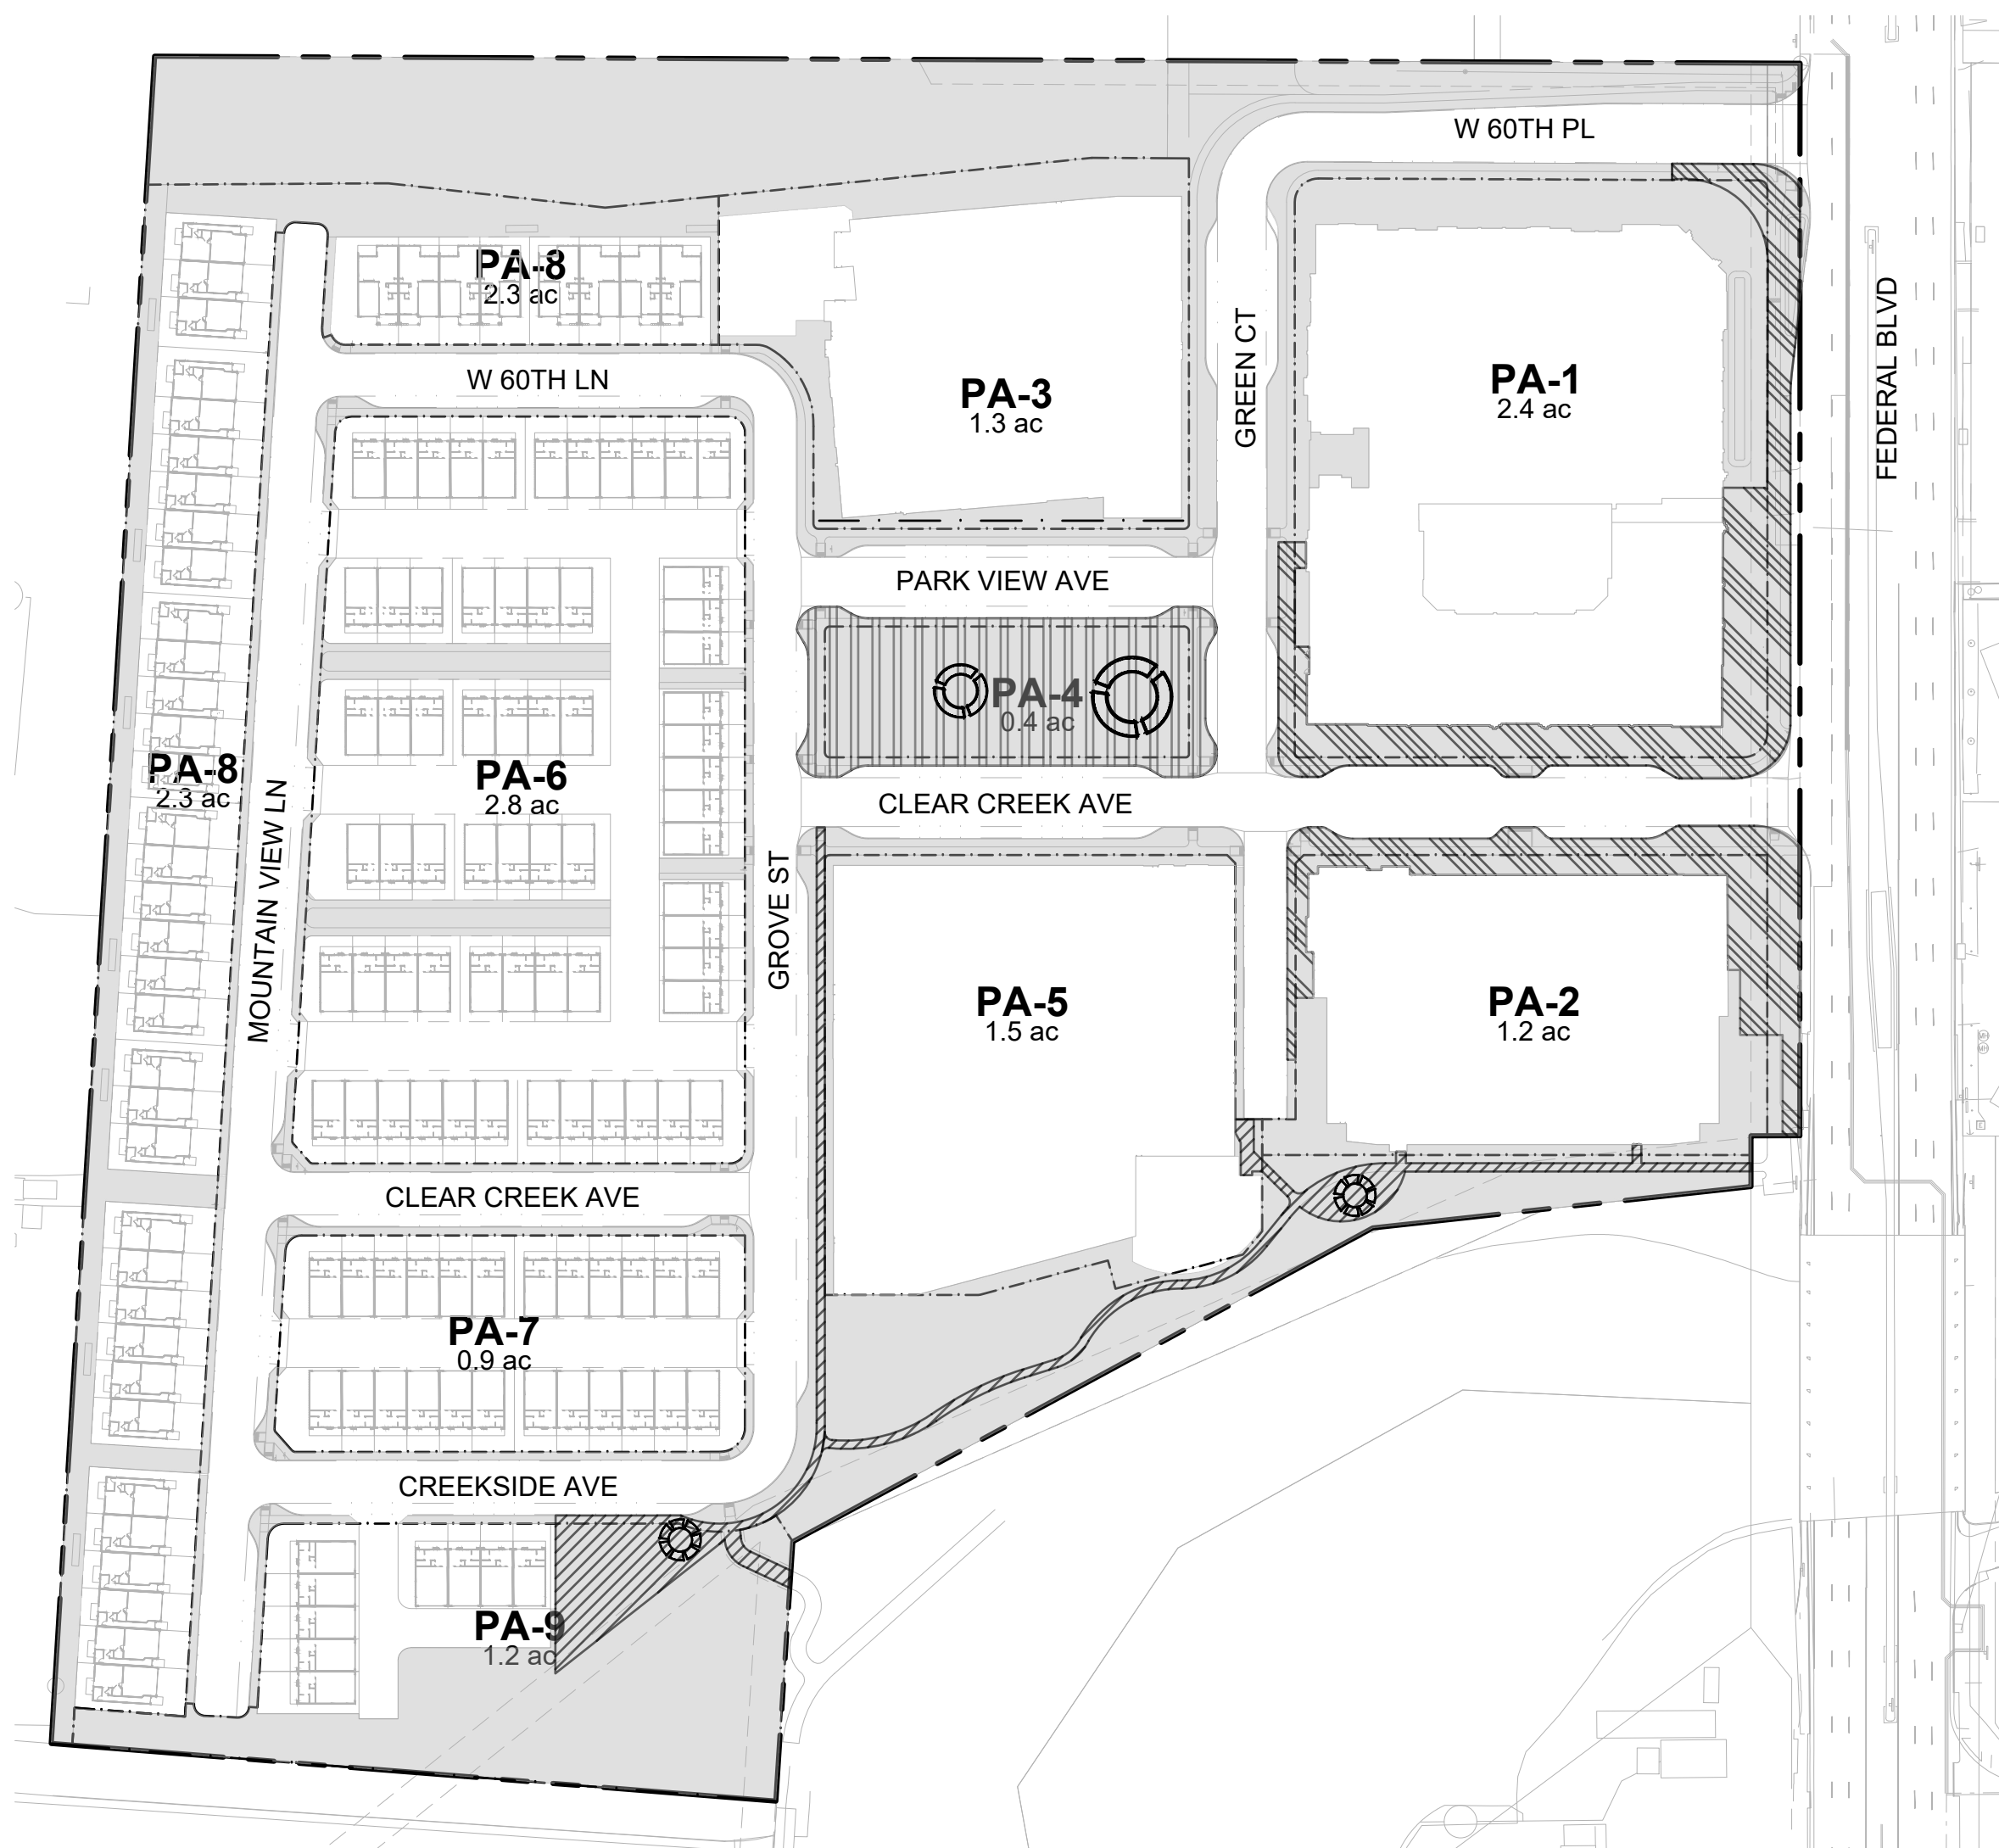 W 60TH PL
PA-8
2.3 ac
W 60TH LN
PA-3
1.3 ac
GREEN CT
PA-1
2.4 ac
FEDERAL BLVD
PARK VIEW AVE
PA-4
0.4 ac
PA-8
2.3 ac
PA-6
2.8 ac
CLEAR CREEK AVE
MOUNTAIN VIEW LN
GROVE ST
PA-5
1.5 ac
PA-2
1.2 ac
CLEAR CREEK AVE
PA-7
0.9 ac
CREEKSIDE AVE
PA-9
1.2 ac